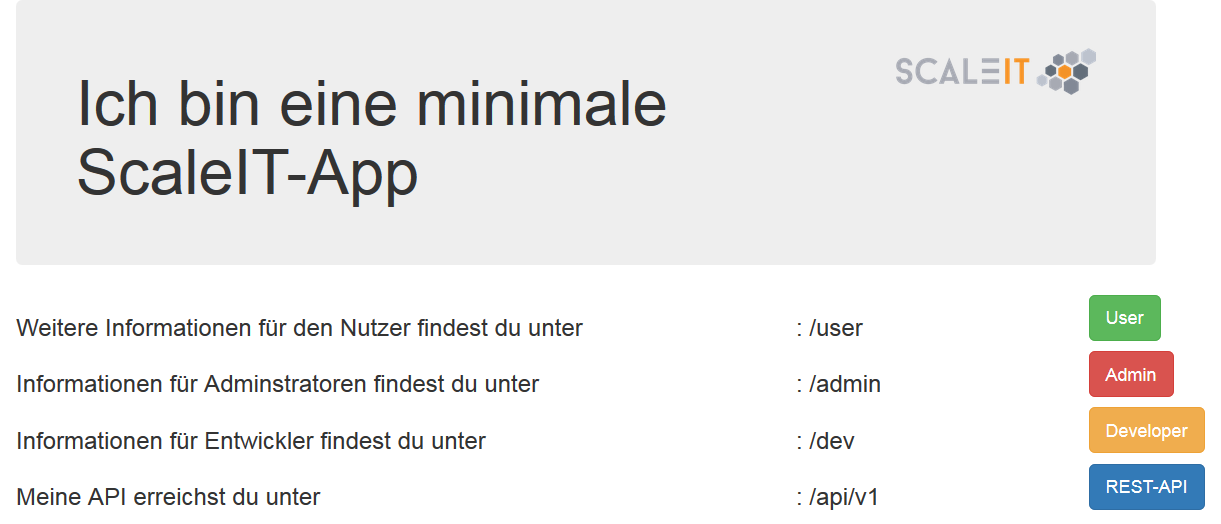 SCALEIT
Ich bin eine minimale
ScaleIT-App
Weitere Informationen für den Nutzer findest du unter : /user User
Informationen für Adminstratoren findest du unter : /admin Admin
Informationen für Entwickler findest du unter : /dev Developer
Meine API erreichst du unter : /api/v1 REST-API